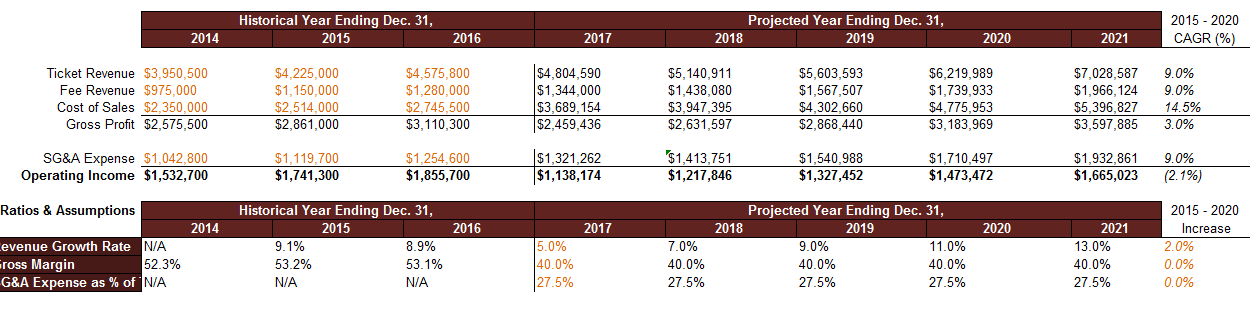 Historical Year Ending Dec. 31, Projected Year Ending Dec. 31, 2015 - 2020
2014 2015 2016 2017 2018 2019 2020 2021 CAGR (%)
Ticket Revenue $3,950,500 $4,225,000 $4,575,800 $4,804,590 $5,140,911 $5,603,593 $6,219,989 $7,028,587 9.0%
Fee Revenue $975,000 $1,150,000 $1,280,000 $1,344,000 $1,438,080 $1,567,507 $1,739,933 $1,966,124 9.0%
Cost of Sales $2,350,000 $2,514,000 $2,745,500 $3,689,154 $3,947,395 $4,302,660 $4,775,953 $5,396,827 14.5%
Gross Profit $2,575,500 $2,861,000 $3,110,300 $2,459,436 $2,631,597 $2,868,440 $3,183,969 $3,597,885 3.0%
SG&A Expense $1,042,800 $1,119,700 $1,254,600 $1,321,262 $1,413,751 $1,540,988 $1,710,497 $1,932,861 9.0%
Operating Income $1,532,700 $1,741,300 $1,855,700 $1,138,174 $1,217,846 $1,327,452 $1,473,472 $1,665,023 (2.1%)
Ratios & Assumptions Historical Year Ending Dec. 31, Projected Year Ending Dec. 31, 2015 - 2020
2014 2015 2016 2017 2018 2019 2020 2021 Increase
evenue Growth Rate N/A 9.1% 8.9% 5.0% 7.0% 9.0% 11.0% 13.0% 2.0%
ross Margin 52.3% 53.2% 53.1% 40.0% 40.0% 40.0% 40.0% 40.0% 0.0%
G&A Expense as % of N/A N/A N/A 27.5% 27.5% 27.5% 27.5% 27.5% 0.0%